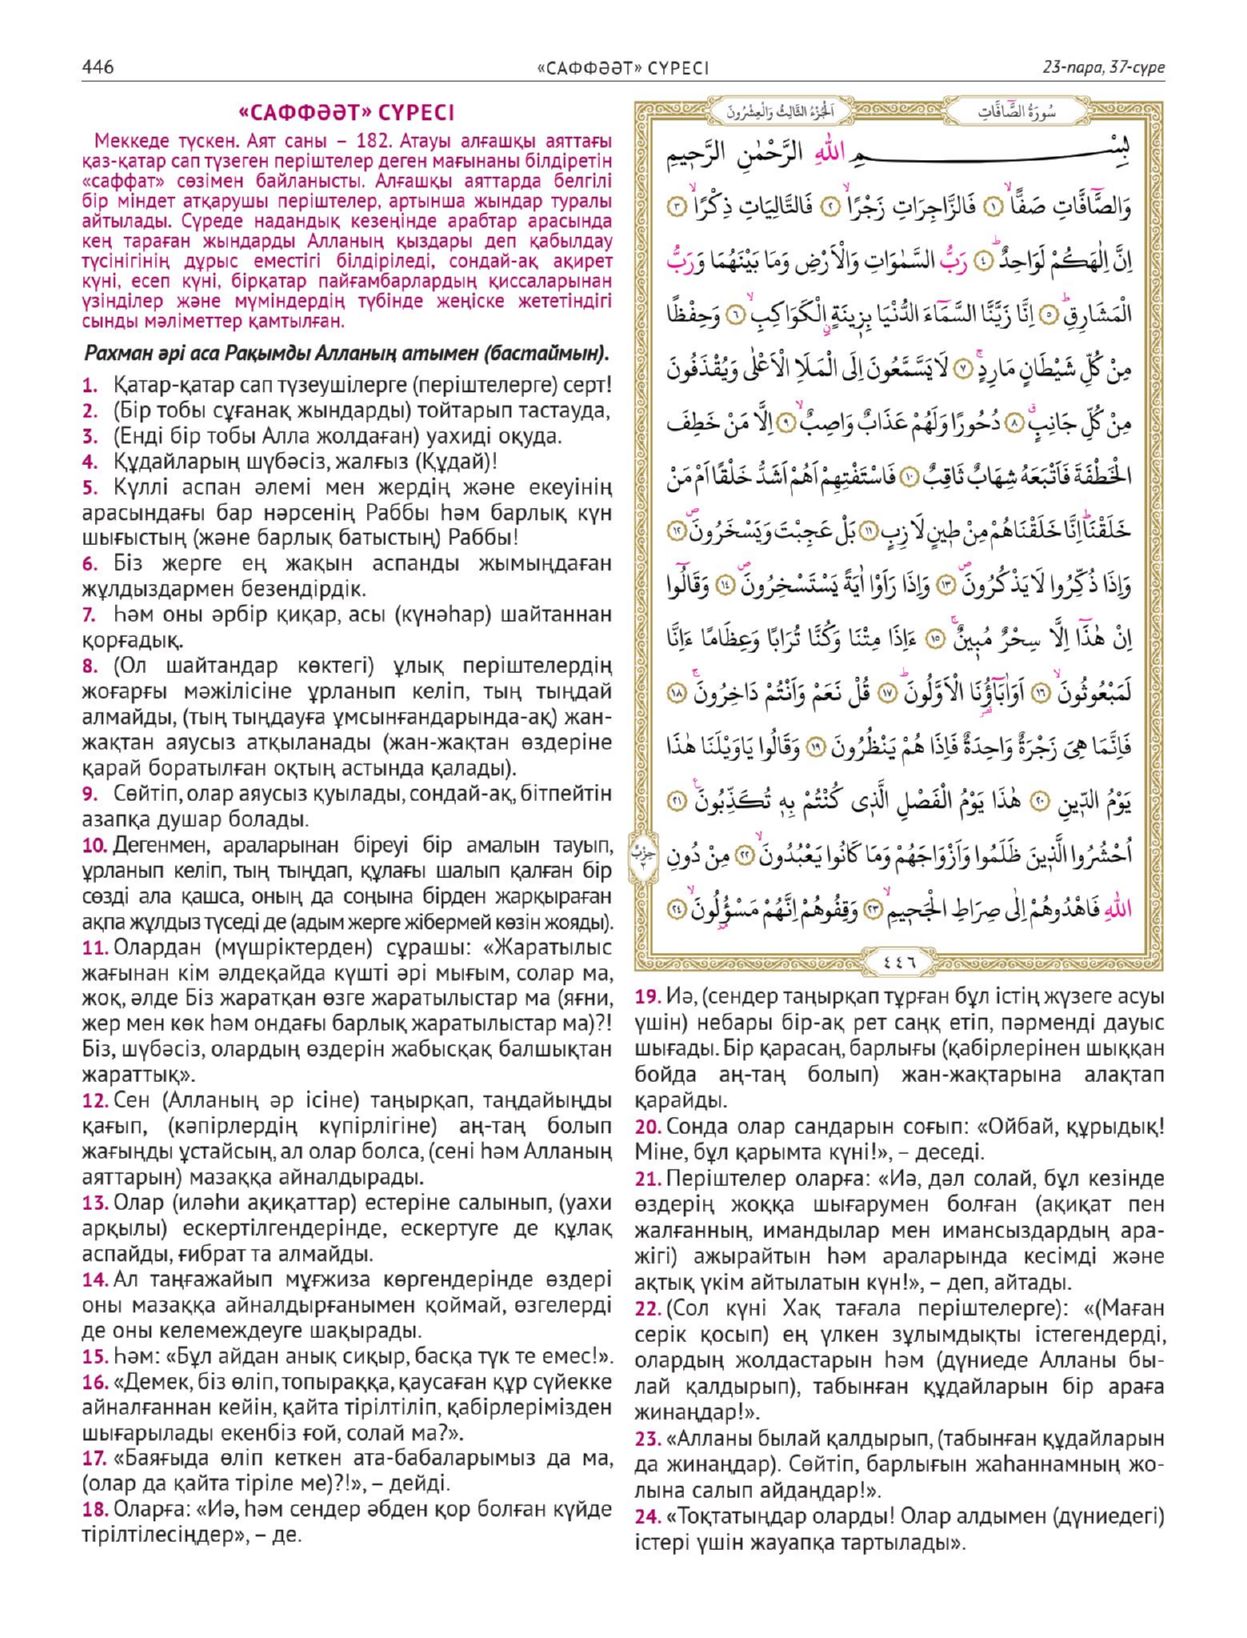 446
«САФФӘӘТ» СҮРЕСІ
23-пара, 37-сүре
«САФФӘӘТ» СҮРЕСІ
Меккеде түскен. Аят саны – 182. Атауы алғашқы аяттағы
қаз-қатар сап түзеген періштелер деген мағынаны білдіретін
«саффат» сөзімен байланысты. Алғашқы аяттарда белгілі
бір міндет атқарушы періштелер, артынша жындар туралы
айтылады. Сүреде надандық кезеңінде арабтар арасында
кең тараған жындарды Алланың қыздары деп қабылдау
түсінігінің дұрыс еместігі білдіріледі, сондай-ақ ақирет
күні, есеп күні, бірқатар пайғамбарлардың қиссаларынан
үзінділер және мүміндердің түбінде жеңіске жететіндігі
сынды мәліметтер қамтылған.
Рахман әрі аса Рақымды Алланың атымен (бастаймын).
1. Қатар-қатар сап түзеушілерге (періштелерге) серт!
2. (Бір тобы сұғанақ жындарды) тойтарып тастауда,
3. (Енді бір тобы Алла жолдаған) уахиді оқуда.
4. Құдайларың шүбәсіз, жалғыз (Құдай)!
5. Күллі аспан әлемі мен жердің және екеуінің
арасындағы бар нәрсенің Раббы һәм барлық күн
шығыстың (және барлық батыстың) Раббы!
6. Біз жерге ең жақын аспанды жымыңдаған
жұлдыздармен безендірдік.
7. Һәм оны әрбір қиқар, асы (күнәһар) шайтаннан
қорғадық.
8. (Ол шайтандар көктегі) ұлық періштелердің
жоғарғы мәжілісіне ұрланып келіп, тың тыңдай
алмайды, (тың тыңдауға ұмсынғандарында-ақ) жан-
жақтан аяусыз атқыланады (жан-жақтан өздеріне
қарай боратылған оқтың астында қалады).
9. Сөйтіп, олар аяусыз қуылады, сондай-ақ, бітпейтін
азапқа душар болады.
10. Дегенмен, араларынан біреуі бір амалын тауып,
ұрланып келіп, тың тыңдап, құлағы шалып қалған бір
сөзді ала қашса, оның да соңына бірден жарқыраған
ақпа жұлдыз түседі де (адым жерге жібермей көзін жояды).
11. Олардан (мүшріктерден) сұрашы: «Жаратылыс
жағынан кім әлдеқайда күшті әрі мығым, солар ма,
жоқ, әлде Біз жаратқан өзге жаратылыстар ма (яғни,
жер мен көк һәм ондағы барлық жаратылыстар ма)?!
Біз, шүбәсіз, олардың өздерін жабысқақ балшықтан
жараттық».
12. Сен (Алланың әр ісіне) таңырқап, таңдайыңды
қағып, (кәпірлердің күпірлігіне) аң-таң болып
жағыңды ұстайсың, ал олар болса, (сені һәм Алланың
аяттарын) мазаққа айналдырады.
13. Олар (иләһи ақиқаттар) естеріне салынып, (уахи
арқылы) ескертілгендерінде, ескертуге де құлақ
аспайды, ғибрат та алмайды.
14. Ал таңғажайып мұғжиза көргендерінде өздері
оны мазаққа айналдырғанымен қоймай, өзгелерді
де оны келемеждеуге шақырады.
15. Һәм: «Бұл айдан анық сиқыр, басқа түк те емес!».
16. «Демек, біз өліп, топыраққа, қаусаған құр сүйекке
айналғаннан кейін, қайта тірілтіліп, қабірлерімізден
шығарылады екенбіз ғой, солай ма?».
17. «Баяғыда өліп кеткен ата-бабаларымыз да ма,
(олар да қайта тіріле ме)?!», – дейді.
18. Оларға: «Иә, һәм сендер әбден қор болған күйде
тірілтілесіңдер», – де.
سُورَةُ الصَّافَّاتِ
اَلْجُزْءُ الثَّالِثُ وَالْعِشْرُونَ
بِسْمِ اللّٰهِ الرَّحْمٰنِ الرَّحِيمِ
وَالصَّٓافَّاتِ صَفًّاۙ ١ فَالزَّاجِرَاتِ زَجْرًاۙ ٢ فَالتَّالِيَاتِ ذِكْرًاۙ ٣
اِنَّ اِلٰهَكُمْ لَوَاحِدٌۜ ٤ رَبُّ السَّمٰوَاتِ وَالْاَرْضِ وَمَا بَيْنَهُمَا وَرَبُّ
الْمَشَارِقِۜ ٥ اِنَّا زَيَّنَّا السَّمَٓاءَ الدُّنْيَا بِزِينَةٍۨ الْكَوَاكِبِۙ ٦ وَحِفْظًا
مِنْ كُلِّ شَيْطَانٍ مَارِدٍۚ ٧ لَا يَسَّمَّعُونَ اِلَى الْمَلَاِ الْاَعْلٰى وَيُقْذَفُونَ
مِنْ كُلِّ جَانِبٍۗ ٨ دُحُورًا وَلَهُمْ عَذَابٌ وَاصِبٌۙ ٩ اِلَّا مَنْ خَطِفَ
الْخَطْفَةَ فَاَتْبَعَهُ شِهَابٌ ثَاقِبٌ ١٠ فَاسْتَفْتِهِمْ اَهُمْ اَشَدُّ خَلْقًا اَمْ مَنْ
خَلَقْنَاۜ اِنَّا خَلَقْنَاهُمْ مِنْ طِينٍ لَازِبٍ ١١ بَلْ عَجِبْتَ وَيَسْخَرُونَۖ ١٢
وَاِذَا ذُكِّرُوا لَا يَذْكُرُونَۖ ١٣ وَاِذَا رَاَوْا اٰيَةً يَسْتَسْخِرُونَۖ ١٤ وَقَالُٓوا
اِنْ هٰذَٓا اِلَّا سِحْرٌ مُبِينٌۚ ١٥ ءَاِذَا مِتْنَا وَكُنَّا تُرَابًا وَعِظَامًا ءَاِنَّا
لَمَبْعُوثُونَۙ ١٦ اَوَاٰبَٓاؤُ۬نَا الْاَوَّلُونَۜ ١٧ قُلْ نَعَمْ وَاَنْتُمْ دَاخِرُونَۚ ١٨
فَاِنَّمَا هِيَ زَجْرَةٌ وَاحِدَةٌ فَاِذَا هُمْ يَنْظُرُونَ ١٩ وَقَالُوا يَاوَيْلَنَا هٰذَا
يَوْمُ الدِّينِ ٢٠ هٰذَا يَوْمُ الْفَصْلِ الَّذِي كُنْتُمْ بِهِ تُكَذِّبُونَۚ ٢١
اُحْشُرُوا الَّذِينَ ظَلَمُوا وَاَزْوَاجَهُمْ وَمَا كَانُوا يَعْبُدُونَۙ ٢٢ مِنْ دُونِ
اللّٰهِ فَاهْدُوهُمْ اِلٰى صِرَاطِ الْجَحِيمِۙ ٢٣ وَقِفُوهُمْ اِنَّهُمْ مَسْؤُ۫لُونَۙ ٢٤
حِزْبٌ
٢
٤٤٦
19. Иә, (сендер таңырқап тұрған бұл істің жүзеге асуы
үшін) небары бір-ақ рет саңқ етіп, пәрменді дауыс
шығады. Бір қарасаң, барлығы (қабірлерінен шыққан
бойда аң-таң болып) жан-жақтарына алақтап
қарайды.
20. Сонда олар сандарын соғып: «Ойбай, құрыдық!
Міне, бұл қарымта күні!», – деседі.
21. Періштелер оларға: «Иә, дәл солай, бұл кезінде
өздерің жоққа шығарумен болған (ақиқат пен
жалғанның, имандылар мен имансыздардың ара-
жігі) ажырайтын һәм араларында кесімді және
ақтық үкім айтылатын күн!», – деп, айтады.
22. (Сол күні Хақ тағала періштелерге): «(Маған
серік қосып) ең үлкен зұлымдықты істегендерді,
олардың жолдастарын һәм (дүниеде Алланы бы-
лай қалдырып), табынған құдайларын бір араға
жинаңдар!».
23. «Алланы былай қалдырып, (табынған құдайларын
да жинаңдар). Сөйтіп, барлығын жаһаннамның жо-
лына салып айдаңдар!».
24. «Тоқтатыңдар оларды! Олар алдымен (дүниедегі)
істері үшін жауапқа тартылады».